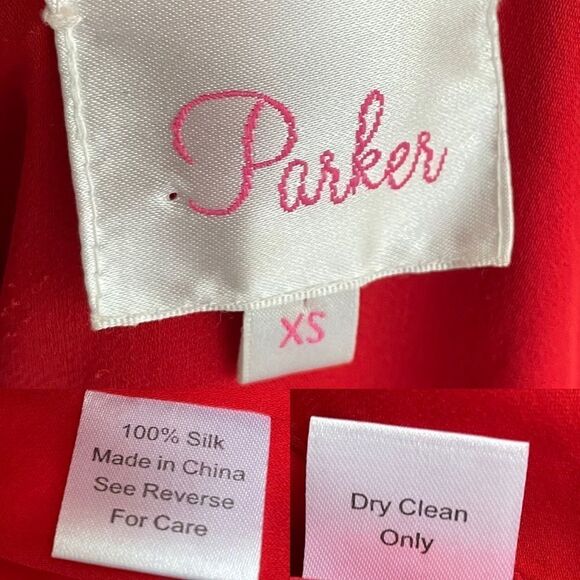 Parker
XS
100% Silk
Made in China
See Reverse
For Care
Dry Clean
Only